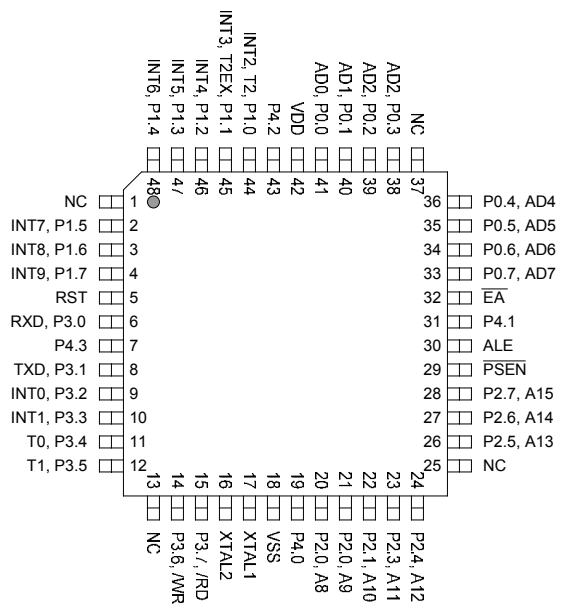 INT6, P1.4
INT5, P1.3
INT4, P1.2
INT3, T2EX, P1.1
INT2, T2, P1.0
P4.2
VDD
AD0, P0.0
AD1, P0.1
AD2, P0.2
AD2, P0.3
NC
48
47
46
45
44
43
42
41
40
39
38
37
NC 1
INT7, P1.5 2
INT8, P1.6 3
INT9, P1.7 4
RST 5
RXD, P3.0 6
P4.3 7
TXD, P3.1 8
INT0, P3.2 9
INT1, P3.3 10
T0, P3.4 11
T1, P3.5 12
36 P0.4, AD4
35 P0.5, AD5
34 P0.6, AD6
33 P0.7, AD7
32 EA
31 P4.1
30 ALE
29 PSEN
28 P2.7, A15
27 P2.6, A14
26 P2.5, A13
25 NC
13
14
15
16
17
18
19
20
21
22
23
24
NC
P3.6, /WR
P3.7, /RD
XTAL2
XTAL1
VSS
P4.0
P2.0, A8
P2.0, A9
P2.1, A10
P2.3, A11
P2.4, A12